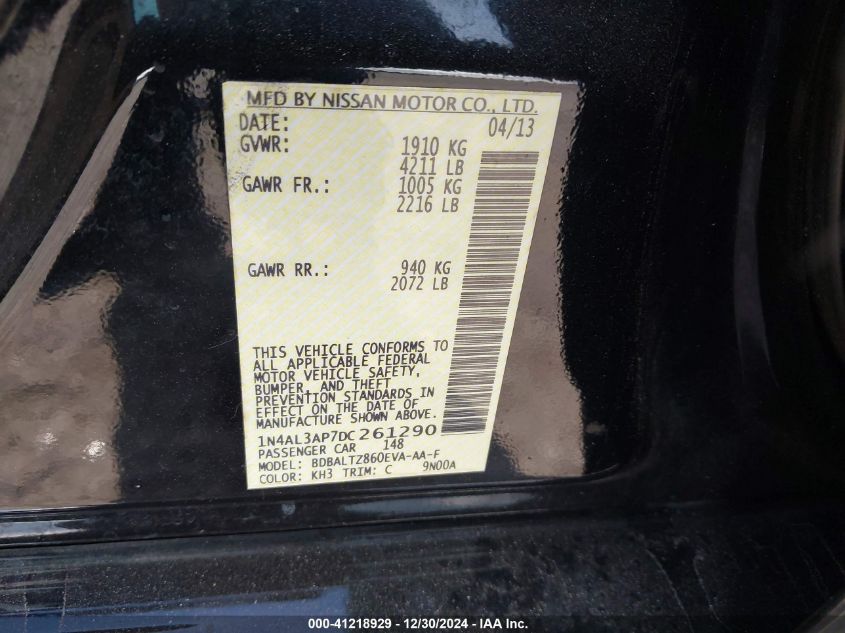 MFD BY NISSAN MOTOR CO., LTD.
DATE: 04/13
GVWR: 1910 KG
4211 LB
GAWR FR.: 1005 KG
2216 LB
GAWR RR.: 940 KG
2072 LB
THIS VEHICLE CONFORMS TO
ALL APPLICABLE FEDERAL
MOTOR VEHICLE SAFETY,
BUMPER, AND THEFT
PREVENTION STANDARDS IN
EFFECT ON THE DATE OF
MANUFACTURE SHOWN ABOVE.
1N4AL3AP7DC261290
PASSENGER CAR 148
MODEL: BDBALTZ860EVA-AA-F
COLOR: KH3 TRIM: C 9N00A
000-41218929 - 12/30/2024 - IAA Inc.